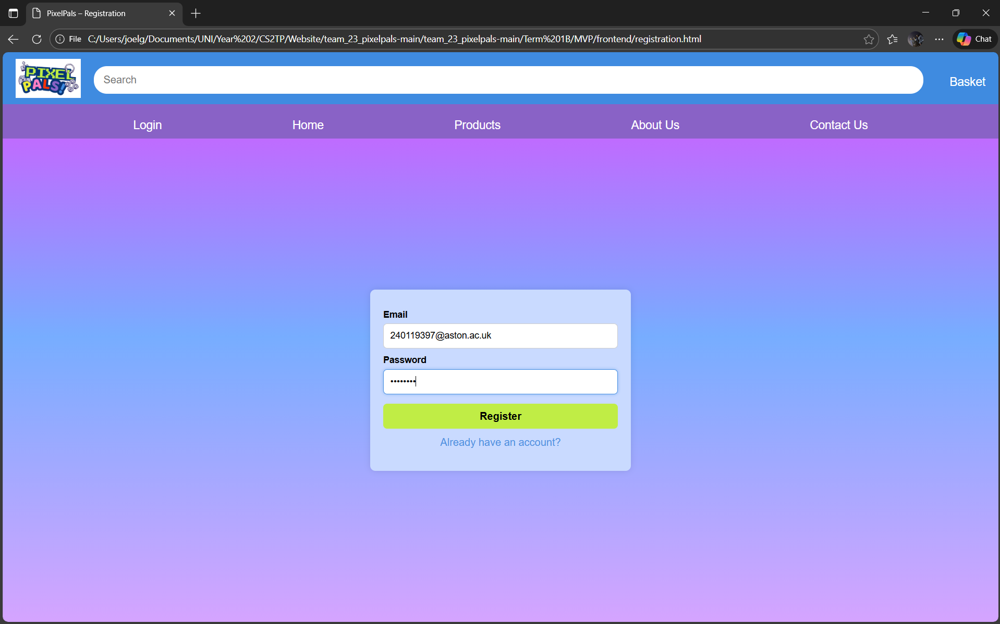 PixelPals – Registration
File C:/Users/joelg/Documents/UNI/Year%202/CS2TP/Website/team_23_pixelpals-main/team_23_pixelpals-main/Term%201B/MVP/frontend/registration.html
Chat
PIXEL
PALS!
Search
Basket
Login
Home
Products
About Us
Contact Us
Email
240119397@aston.ac.uk
Password
••••••••
Register
Already have an account?